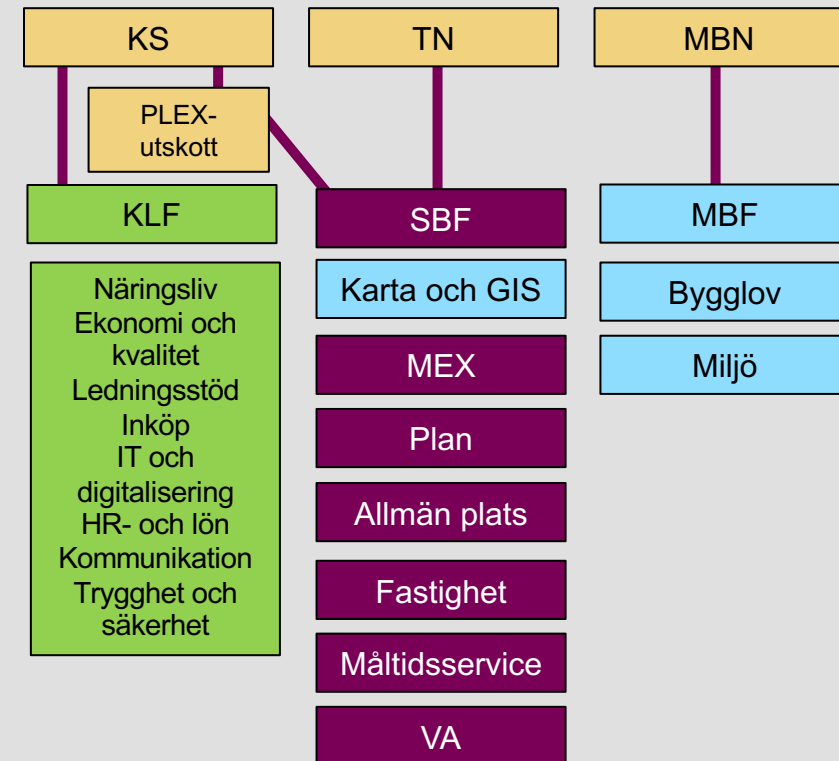 KS
TN
MBN
PLEX-
utskott
KLF
SBF
MBF
Näringsliv
Ekonomi och
kvalitet
Ledningsstöd
Inköp
IT och
digitalisering
HR- och lön
Kommunikation
Trygghet och
säkerhet
Karta och GIS
MEX
Plan
Allmän plats
Fastighet
Måltidsservice
VA
Bygglov
Miljö